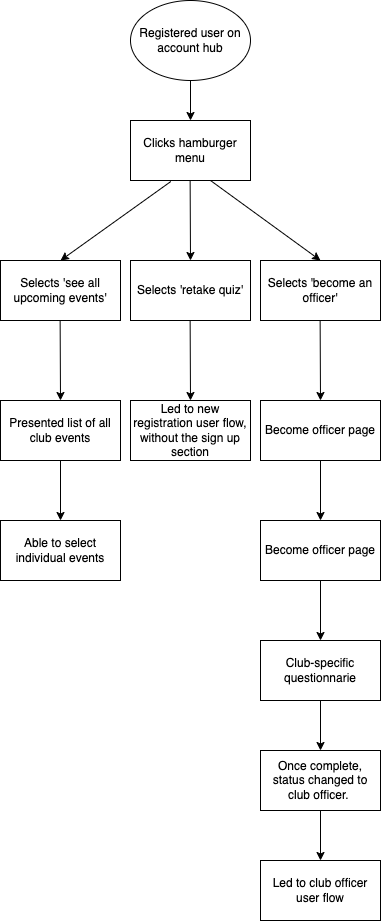 Registered user on
account hub
Clicks hamburger
menu
Selects 'see all
upcoming events'
Selects 'retake quiz'
Selects 'become an
officer'
Presented list of all
club events
Led to new
registration user flow,
without the sign up
section
Become officer page
Able to select
individual events
Become officer page
Club-specific
questionnarie
Once complete,
status changed to
club officer.
Led to club officer
user flow